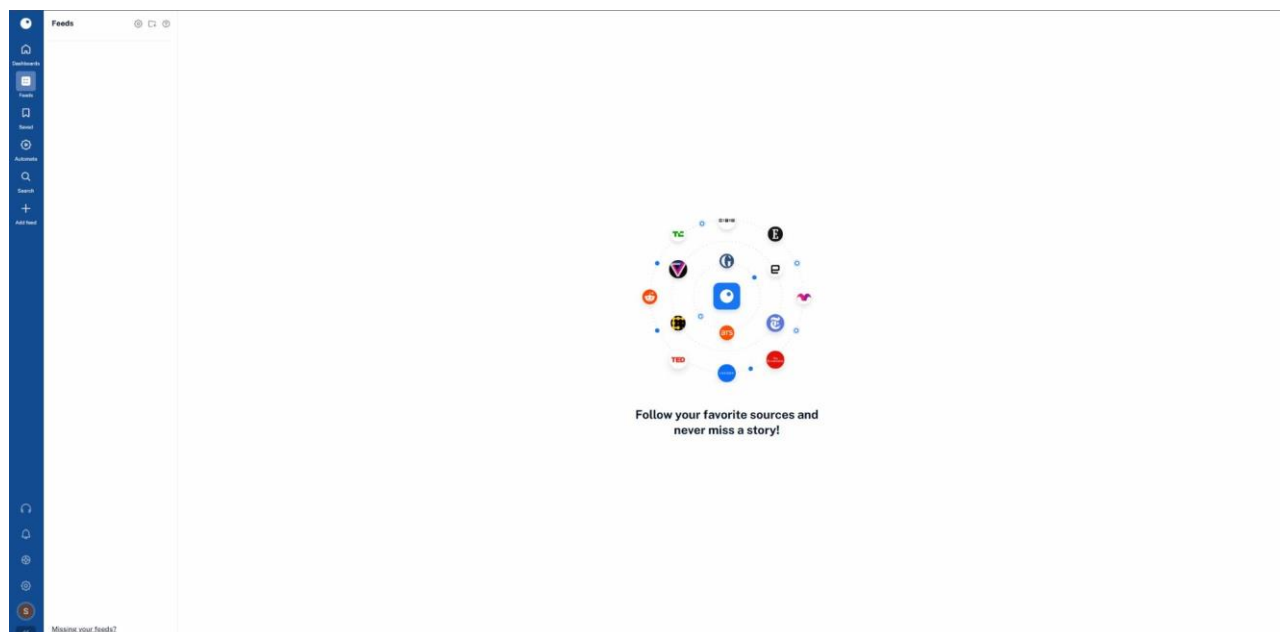 Feeds
Dashboards
Feeds
Saved
Automate
Search
Add feed
TC
E
e
G
ars
TED
Follow your favorite sources and
never miss a story!
S
Missing your feeds?